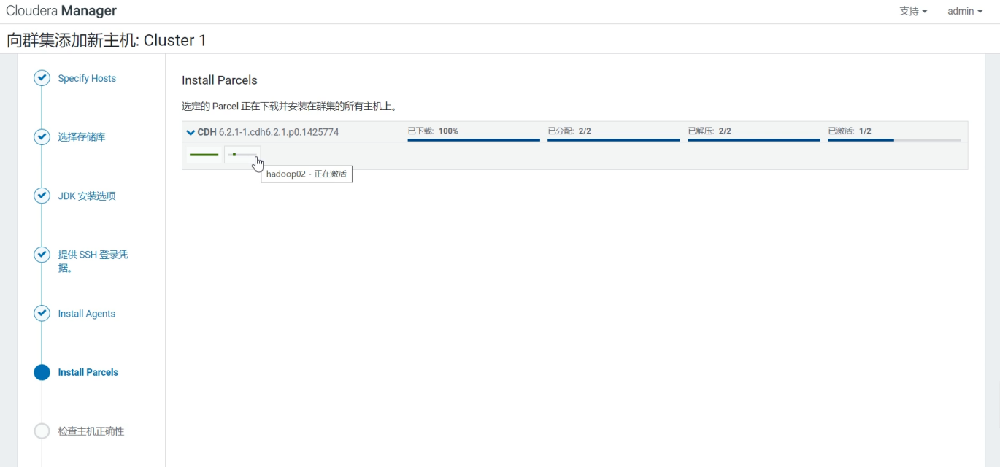 Cloudera Manager
支持
admin
向群集添加新主机: Cluster 1
Specify Hosts
选择存储库
JDK 安装选项
提供 SSH 登录凭
据。
Install Agents
Install Parcels
检查主机正确性
Install Parcels
选定的 Parcel 正在下载并安装在群集的所有主机上。
CDH 6.2.1-1.cdh6.2.1.p0.1425774
已下载: 100%
已分配: 2/2
已解压: 2/2
已激活: 1/2
hadoop02 - 正在激活